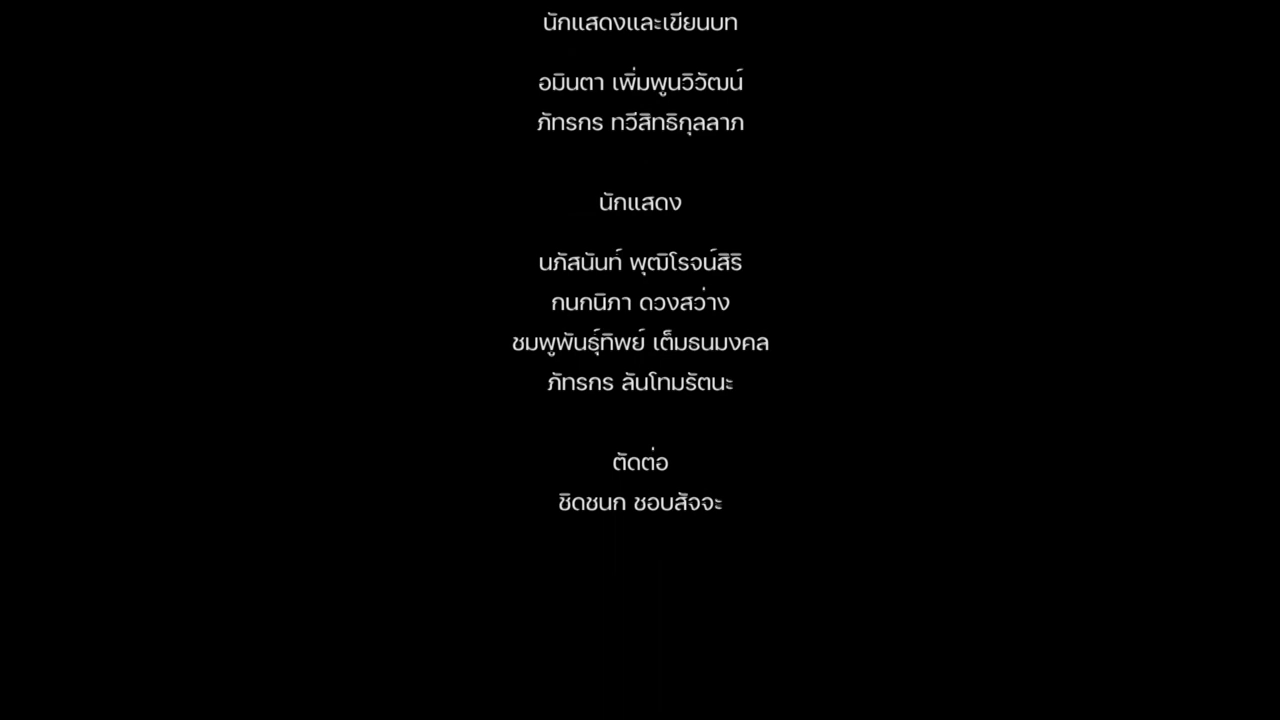 นักแสดงและเขียนบท
อมินตา เพิ่มพูนวิวัฒน์
ภัทรกร ทวีสิทธิกุลลาภ
นักแสดง
นภัสนันท์ พุฒิโรจน์สิริ
กนกนิภา ดวงสว่าง
ชมพูพันธุ์ทิพย์ เต็มธนมงคล
ภัทรกร ลันโทมรัตนะ
ตัดต่อ
ชิดชนก ชอบสัจจะ